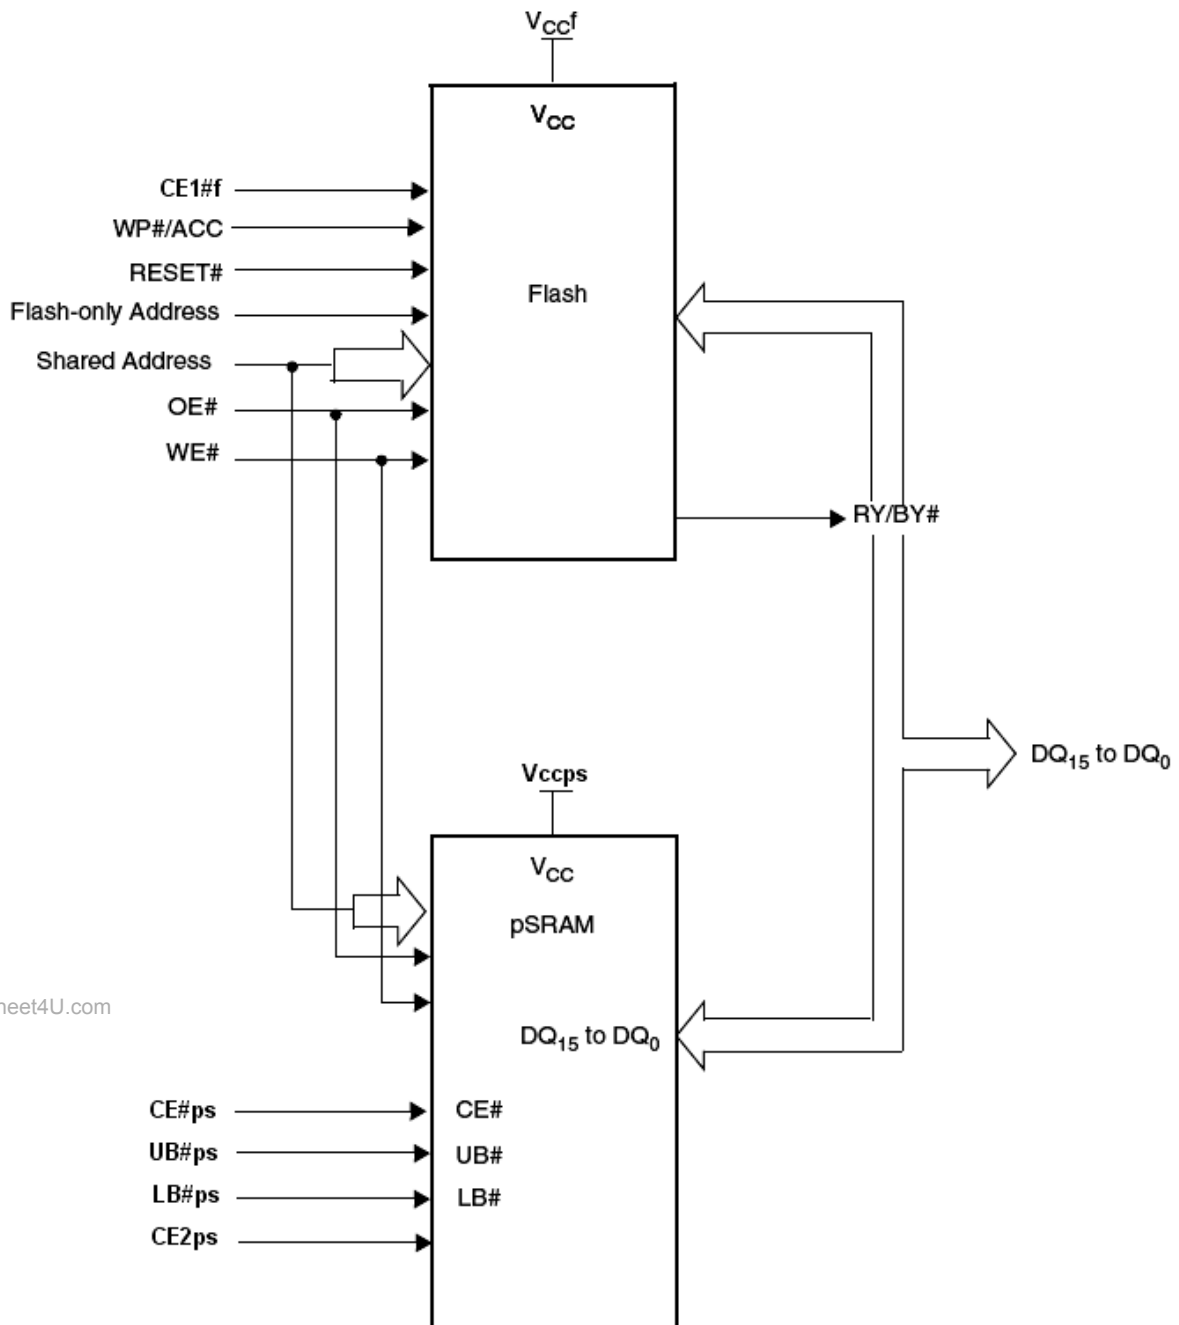 VCCf
VCC
CE1#f
WP#/ACC
RESET#
Flash
Flash-only Address
Shared Address
OE#
WE#
RY/BY#
DQ15 to DQ0
Vccps
VCC
pSRAM
neet4U.com
DQ15 to DQ0
CE#ps
CE#
UB#ps
UB#
LB#ps
LB#
CE2ps